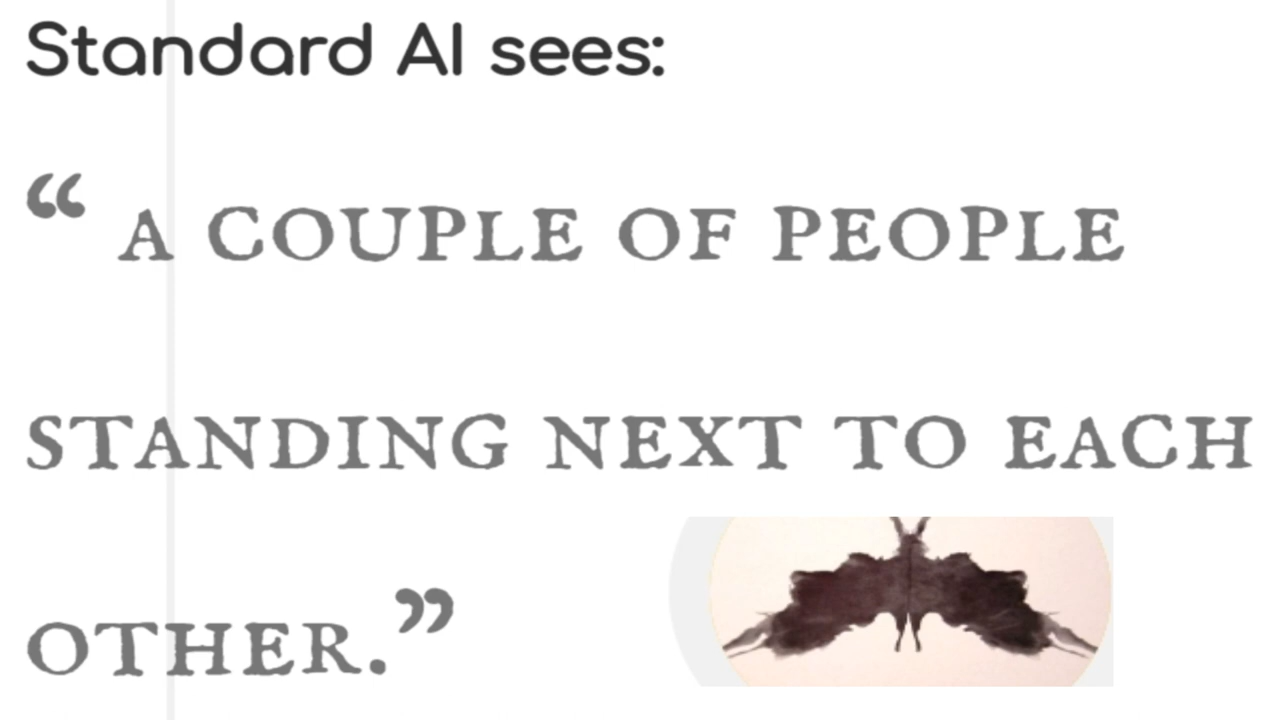 Standard AI sees:
“ A COUPLE OF PEOPLE
STANDING NEXT TO EACH
OTHER.”